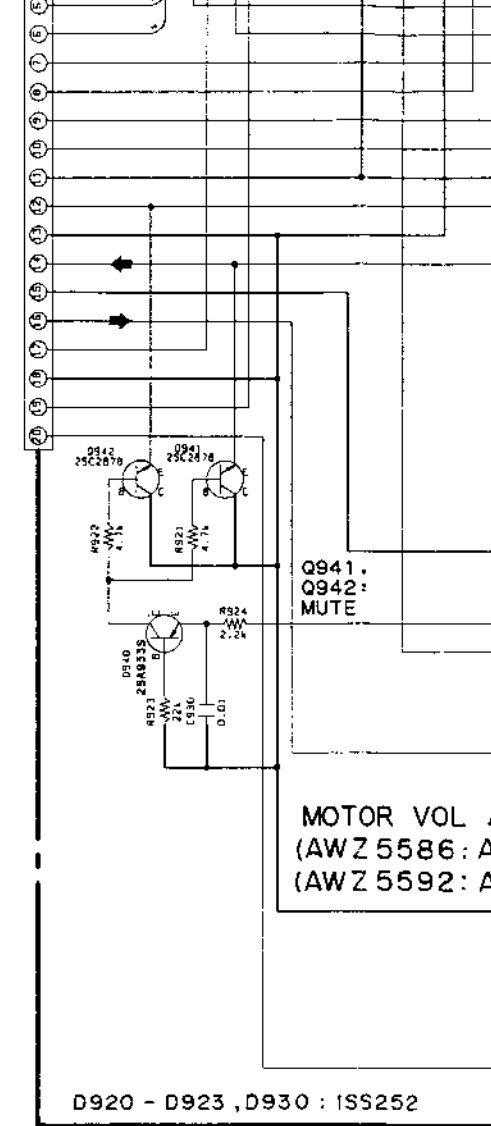 5
6
7
8
9
10
11
12
13
14
15
16
17
18
19
20
Q942
2SC2878
Q941
2SC2878
E
B
C
E
B
C
R922
4.7k
R921
4.7k
Q941,
Q942:
MUTE
R924
2.2k
C
E
B
Q940
2SA933S
R923
22k
C930
0.01
MOTOR VOL A
(AWZ5586: A
(AWZ5592: A
D920 - D923, D930 : 1SS252